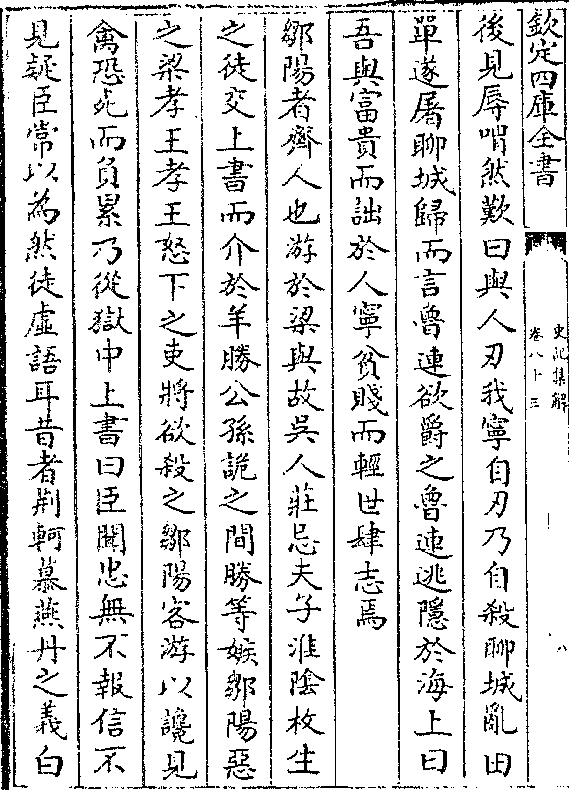 欽定四庫全書
史記集解
卷八十三
八
後見辱喟然歎曰與人刃我寧自刃乃自殺聊城亂田
單遂屠聊城歸而言魯連欲爵之魯連逃隱於海上曰
吾與富貴而詘於人寧貧賤而輕世肆志焉
鄒陽者齊人也游於梁與故吳人莊忌夫子淮陰枚生
之徒交上書而介於羊勝公孫詭之間勝等嫉鄒陽惡
之梁孝王孝王怒下之吏將欲殺之鄒陽客游以讒見
禽恐死而負累乃從獄中上書曰臣聞忠無不報信不
見疑臣常以為然徒虛語耳昔者荆軻慕燕丹之義白